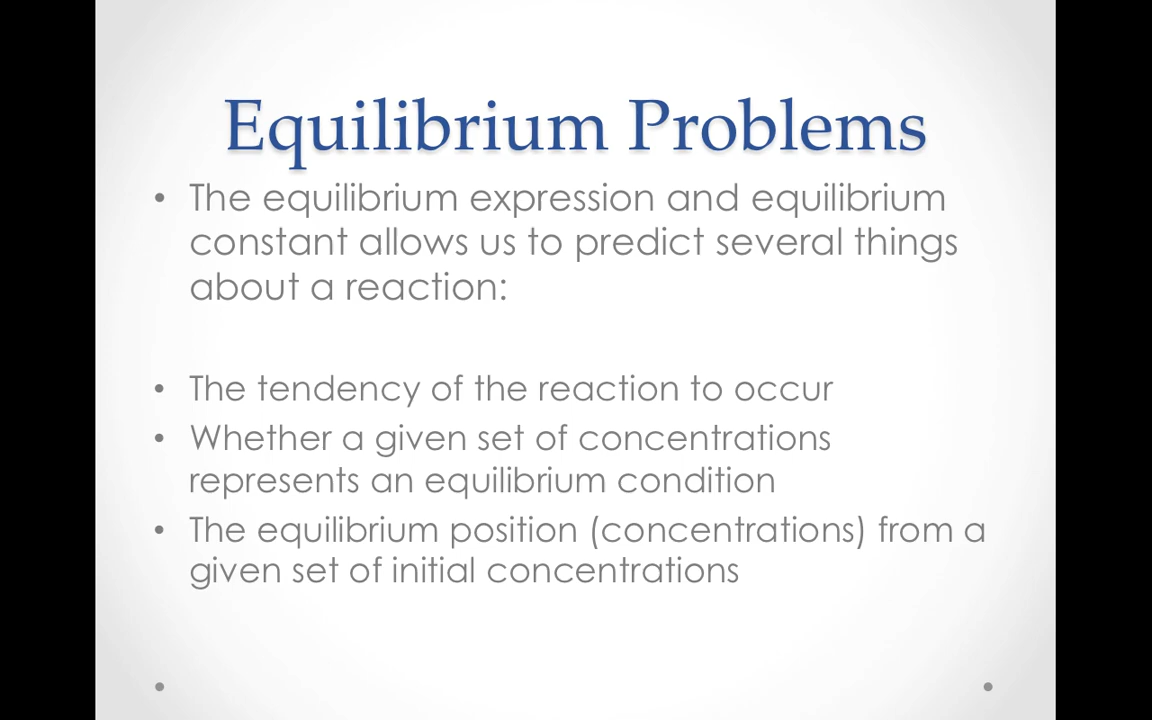 Equilibrium Problems
• The equilibrium expression and equilibrium
constant allows us to predict several things
about a reaction:
• The tendency of the reaction to occur
• Whether a given set of concentrations
represents an equilibrium condition
• The equilibrium position (concentrations) from a
given set of initial concentrations